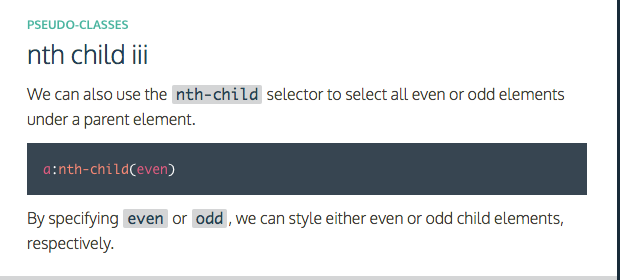 PSEUDO-CLASSES
nth child iii
We can also use the nth-child selector to select all even or odd elements
under a parent element.
a:nth-child(even)
By specifying even or odd, we can style either even or odd child elements,
respectively.